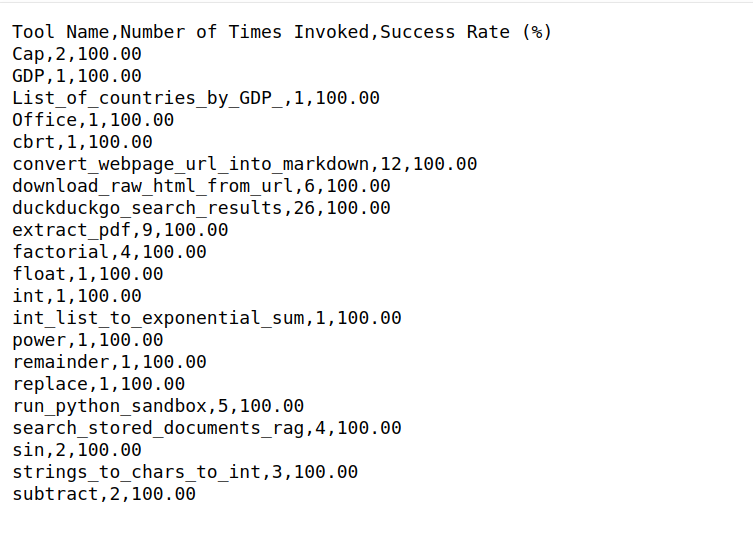 Tool Name,Number of Times Invoked,Success Rate (%)
Cap,2,100.00
GDP,1,100.00
List_of_countries_by_GDP_,1,100.00
Office,1,100.00
cbrt,1,100.00
convert_webpage_url_into_markdown,12,100.00
download_raw_html_from_url,6,100.00
duckduckgo_search_results,26,100.00
extract_pdf,9,100.00
factorial,4,100.00
float,1,100.00
int,1,100.00
int_list_to_exponential_sum,1,100.00
power,1,100.00
remainder,1,100.00
replace,1,100.00
run_python_sandbox,5,100.00
search_stored_documents_rag,4,100.00
sin,2,100.00
strings_to_chars_to_int,3,100.00
subtract,2,100.00